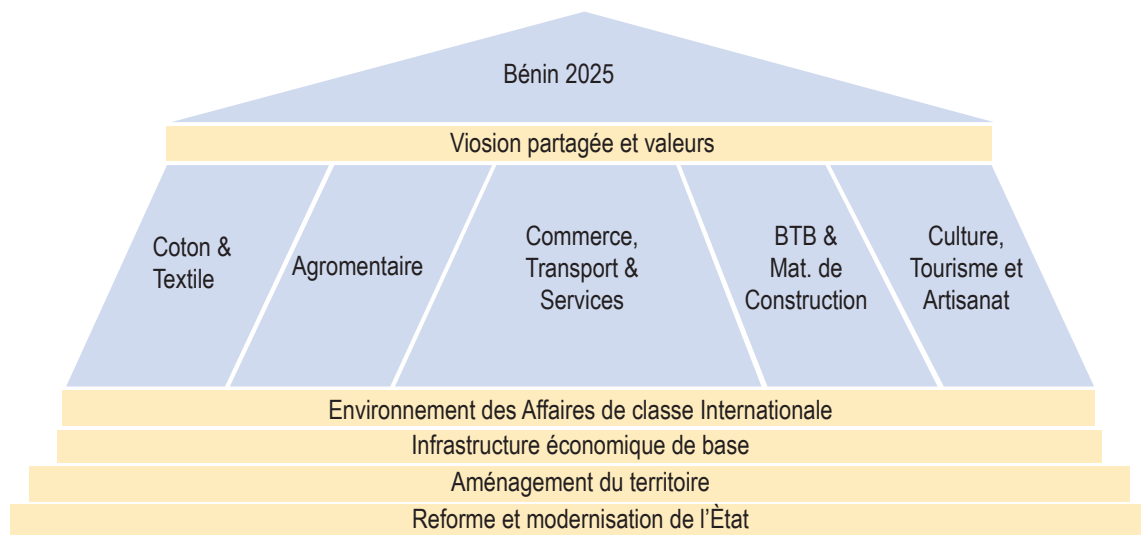 Bénin 2025
Viosion partagée et valeurs
Coton &
Textile
Agromentaire
Commerce,
Transport &
Services
BTB &
Mat. de
Construction
Culture,
Tourisme et
Artisanat
Environnement des Affaires de classe Internationale
Infrastructure économique de base
Aménagement du territoire
Reforme et modernisation de l’Ètat